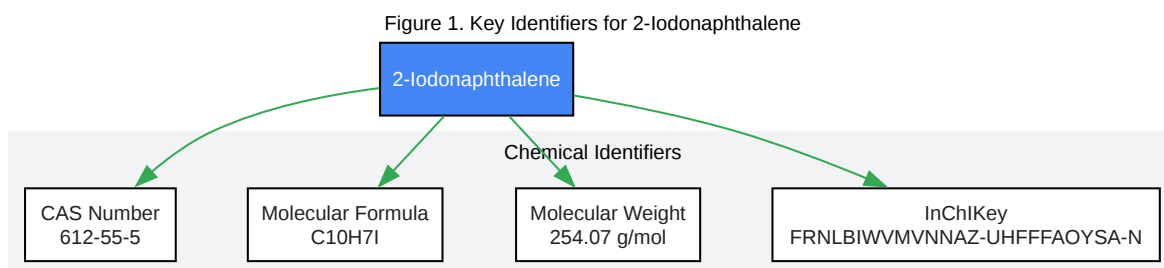 Figure 1. Key Identifiers for 2-Iodonaphthalene
2-Iodonaphthalene
Chemical Identifiers
CAS Number
612-55-5
Molecular Formula
C10H7I
Molecular Weight
254.07 g/mol
InChIKey
FRNLBIWVMVNNAZ-UHFFFAOYSA-N